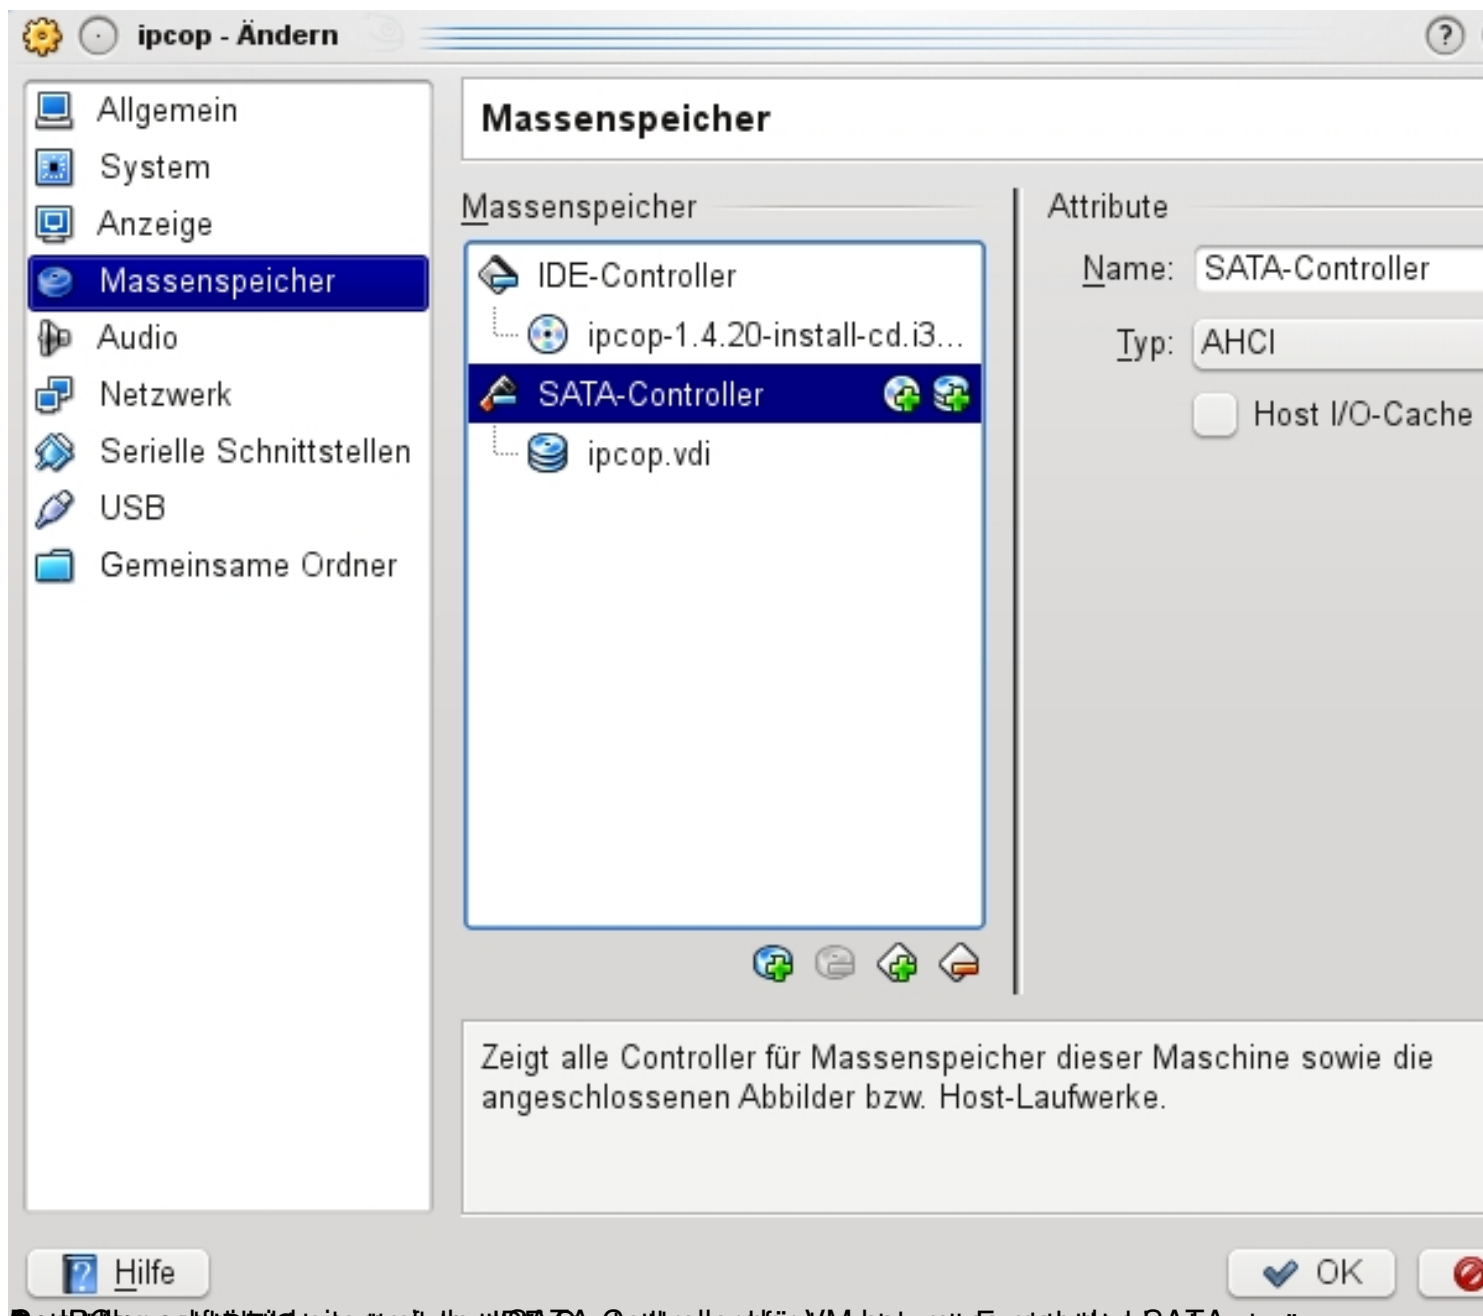 ipcop - Ändern
Allgemein
System
Anzeige
Massenspeicher
Audio
Netzwerk
Serielle Schnittstellen
USB
Gemeinsame Ordner
Massenspeicher
Massenspeicher
IDE-Controller
ipcop-1.4.20-install-cd.i3...
SATA-Controller
ipcop.vdi
Attribute
Name: SATA-Controller
Typ: AHCI
Host I/O-Cache
Zeigt alle Controller für Massenspeicher dieser Maschine sowie die
angeschlossenen Abbilder bzw. Host-Laufwerke.
Hilfe
OK